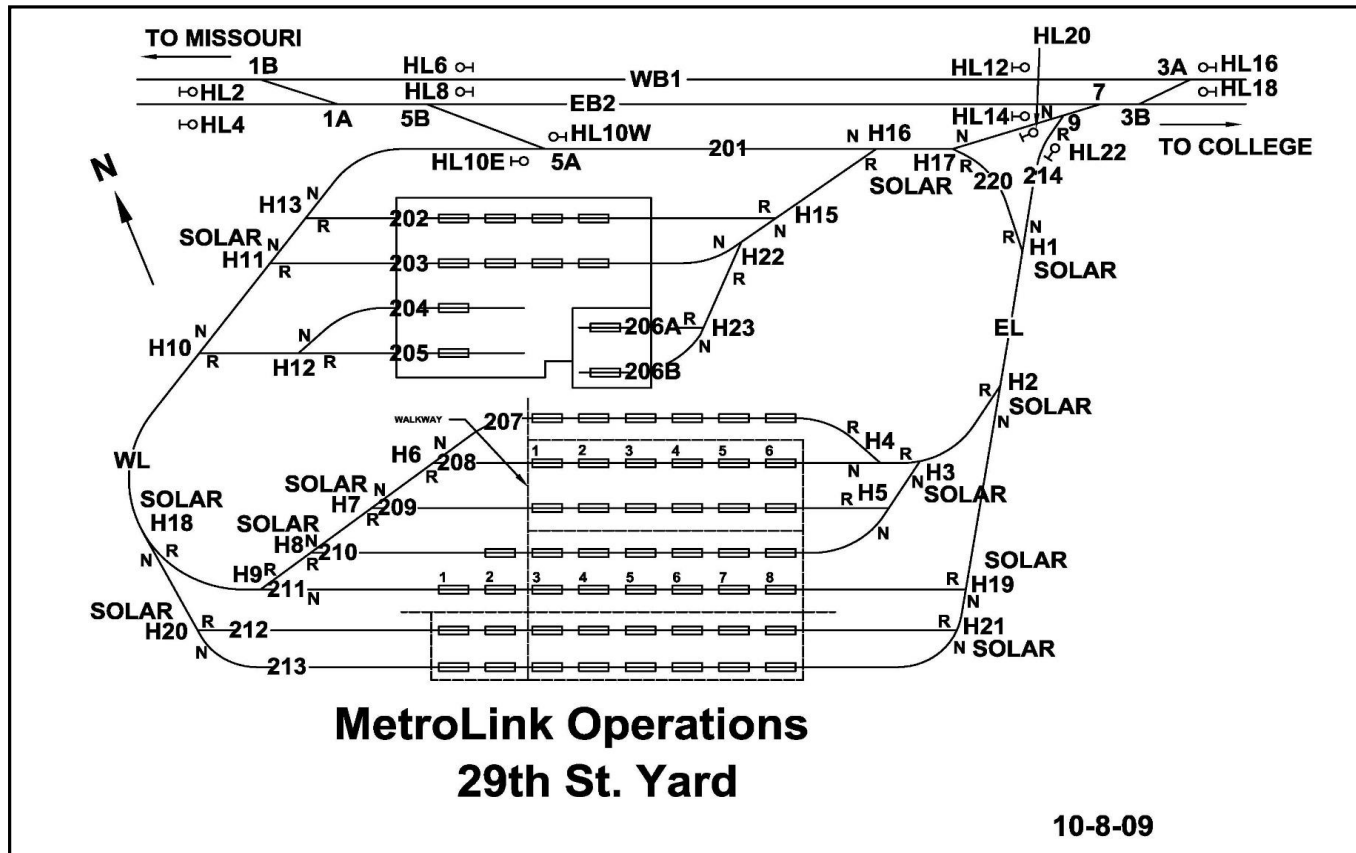 TO MISSOURI
1B
HL6
WB1
HL12
HL20
3A
HL16
HL2
HL8
EB2
HL14
N
7
HL18
HL4
1A
5B
HL10W
9
3B
TO COLLEGE
R
HL22
HL10E
5A
201
N
H16
R
SOLAR
N
H17
R
220
214
N
N
H13
R
202
R
H15
N
N
R
H1
SOLAR
SOLAR
N
H11
R
203
N
H22
R
204
EL
N
H10
R
N
H12
R
205
206A
R
H23
N
206B
R
H2
SOLAR
N
WALKWAY
207
H4
R
N
WL
N
H6
R
208
1 2 3 4 5 6
H3
N
SOLAR
SOLAR
N
H7
R
209
R
H5
N
SOLAR
H18
R
N
SOLAR
N
H8
R
210
H9
R
211
N
1 2 3 4 5 6 7 8
SOLAR
R
H19
N
SOLAR
H20
R
N
212
R
H21
N
SOLAR
213
MetroLink Operations
29th St. Yard
10-8-09